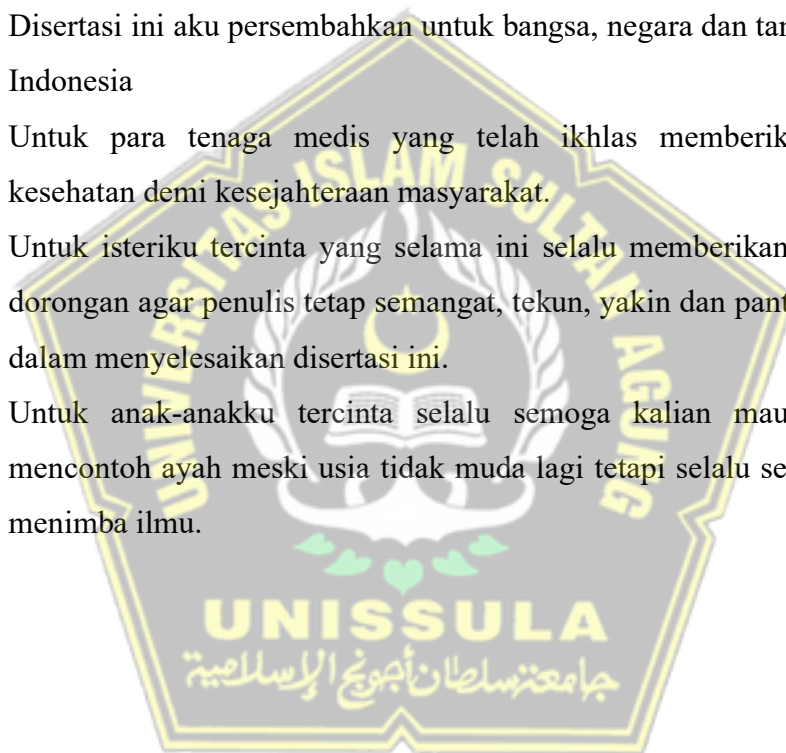 Disertasi ini aku persembahkan untuk bangsa, negara dan
Indonesia
Untuk para tenaga medis yang telah ikhlas
kesehatan demi kesejahteraan masyarakat.
Untuk isteriku tercinta yang selama ini selalu memberikan
dorongan agar penulis tetap semangat, tekun, yakin dan
dalam menyelesaikan disertasi ini.
Untuk anak-anakku tercinta selalu semoga kalian mau
mencontoh ayah meski usia tidak muda lagi tetapi selalu
menimba ilmu.
UNIVERSITAS ISLAM SULTAN AGUNG
UNISSULA
جامعة سلطان أجونج الإسلامية